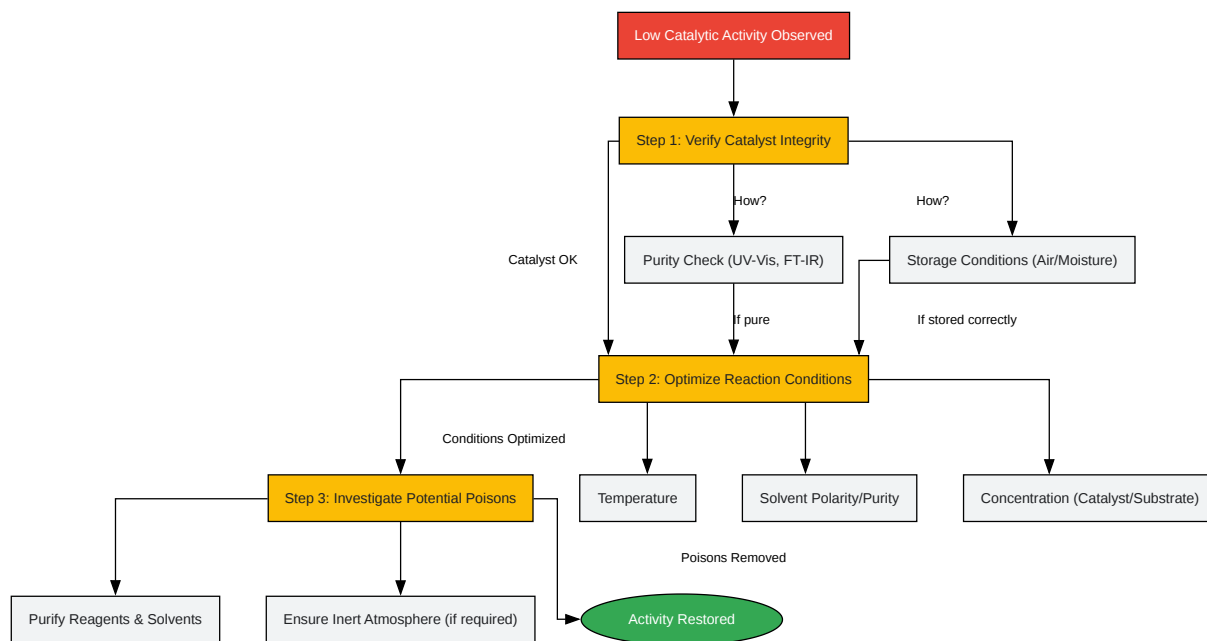 Low Catalytic Activity Observed
Step 1: Verify Catalyst Integrity
How?
How?
Catalyst OK
Purity Check (UV-Vis, FT-IR)
Storage Conditions (Air/Moisture)
If pure
If stored correctly
Step 2: Optimize Reaction Conditions
Conditions Optimized
Step 3: Investigate Potential Poisons
Temperature
Solvent Polarity/Purity
Concentration (Catalyst/Substrate)
Poisons Removed
Purify Reagents & Solvents
Ensure Inert Atmosphere (if required)
Activity Restored